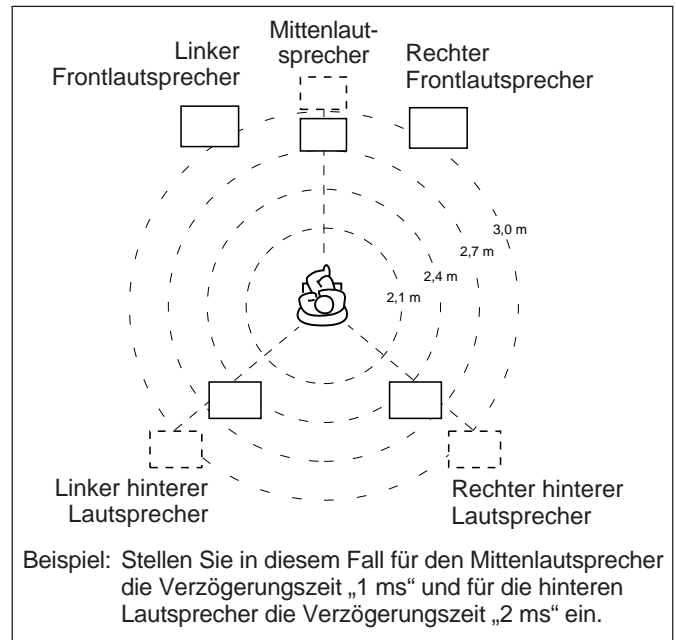 Mittenlaut-
sprecher
Linker
Frontlautsprecher
Rechter
Frontlautsprecher
3,0 m
2,7 m
2,4 m
2,1 m
Linker hinterer
Lautsprecher
Rechter hinterer
Lautsprecher
Beispiel: Stellen Sie in diesem Fall für den Mittenlautsprecher
die Verzögerungszeit „1 ms“ und für die hinteren
Lautsprecher die Verzögerungszeit „2 ms“ ein.